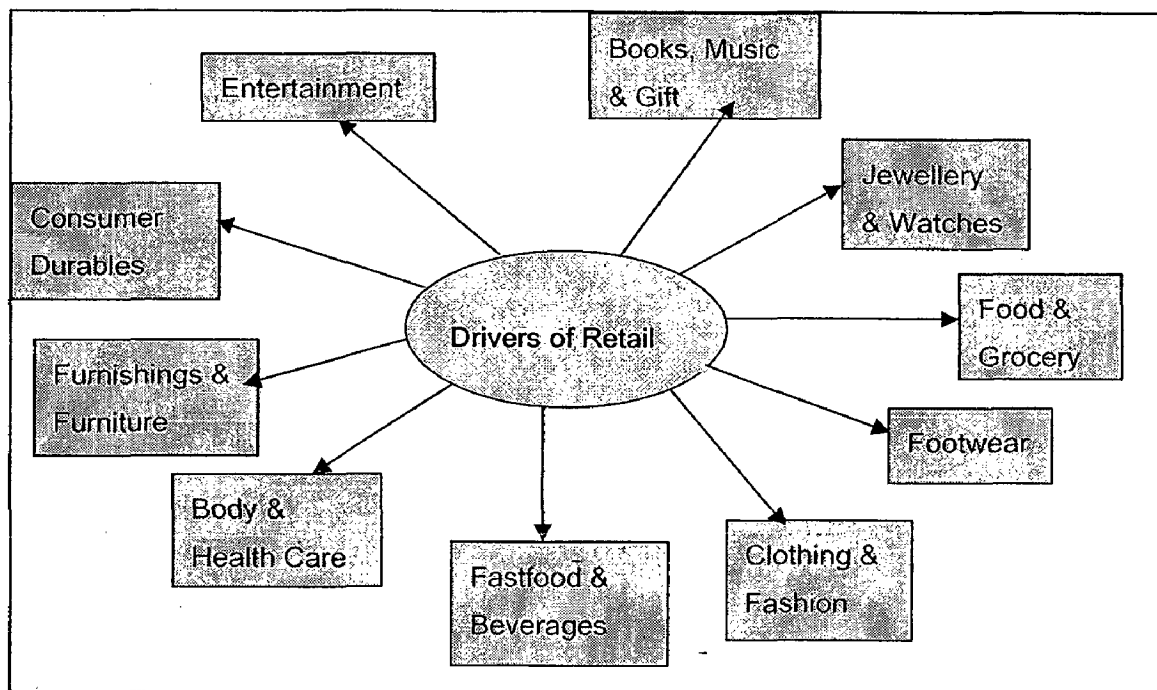 Entertainment
Books, Music
& Gift
Jewellery
& Watches
Consumer
Durables
Food &
Grocery
Drivers of Retail
Furnishings &
Furniture
Footwear
Body &
Health Care
Fastfood &
Beverages
Clothing &
Fashion